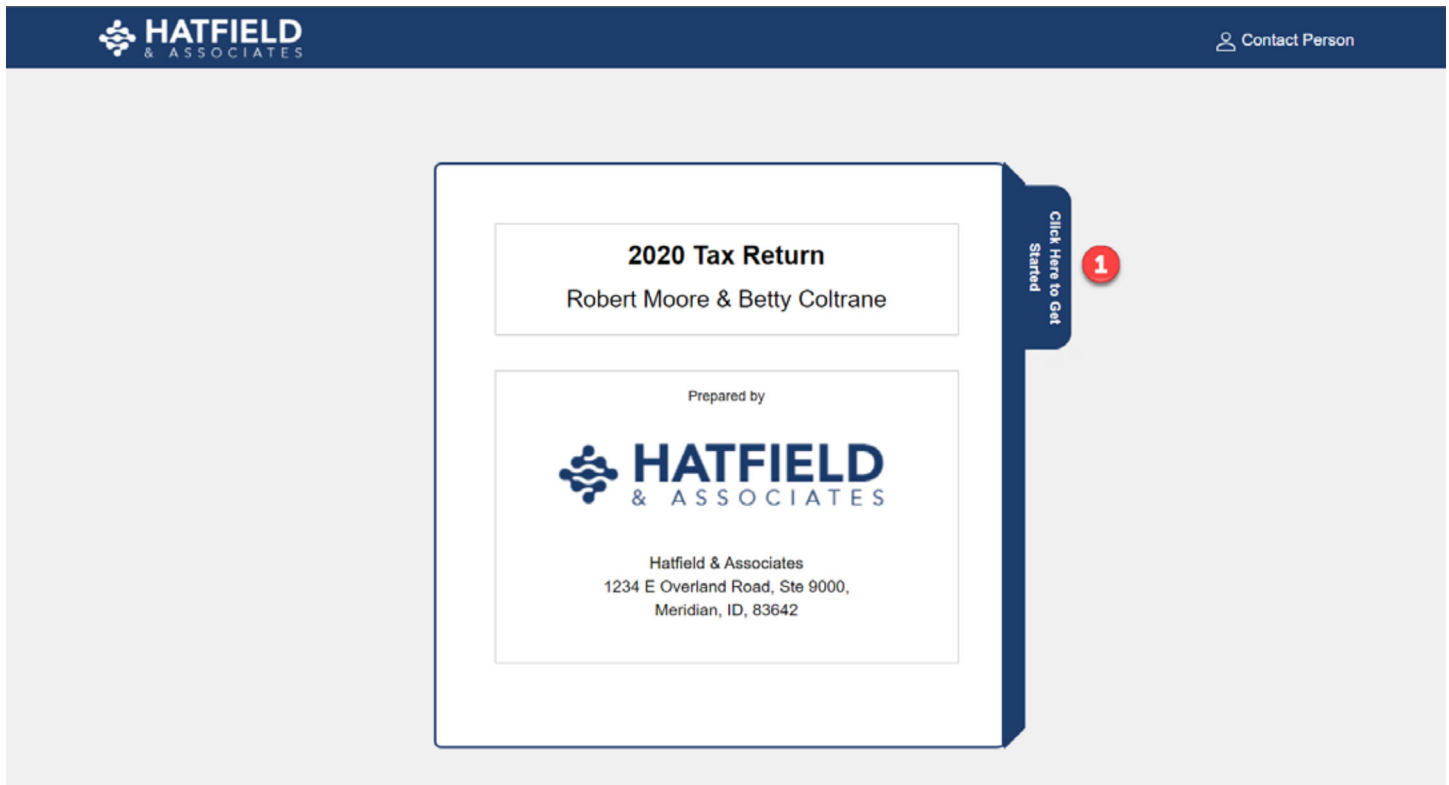 HATFIELD
& ASSOCIATES
Contact Person
2020 Tax Return
Robert Moore & Betty Coltrane
Click Here to Get
Started
1
Prepared by
HATFIELD
& ASSOCIATES
Hatfield & Associates
1234 E Overland Road, Ste 9000,
Meridian, ID, 83642